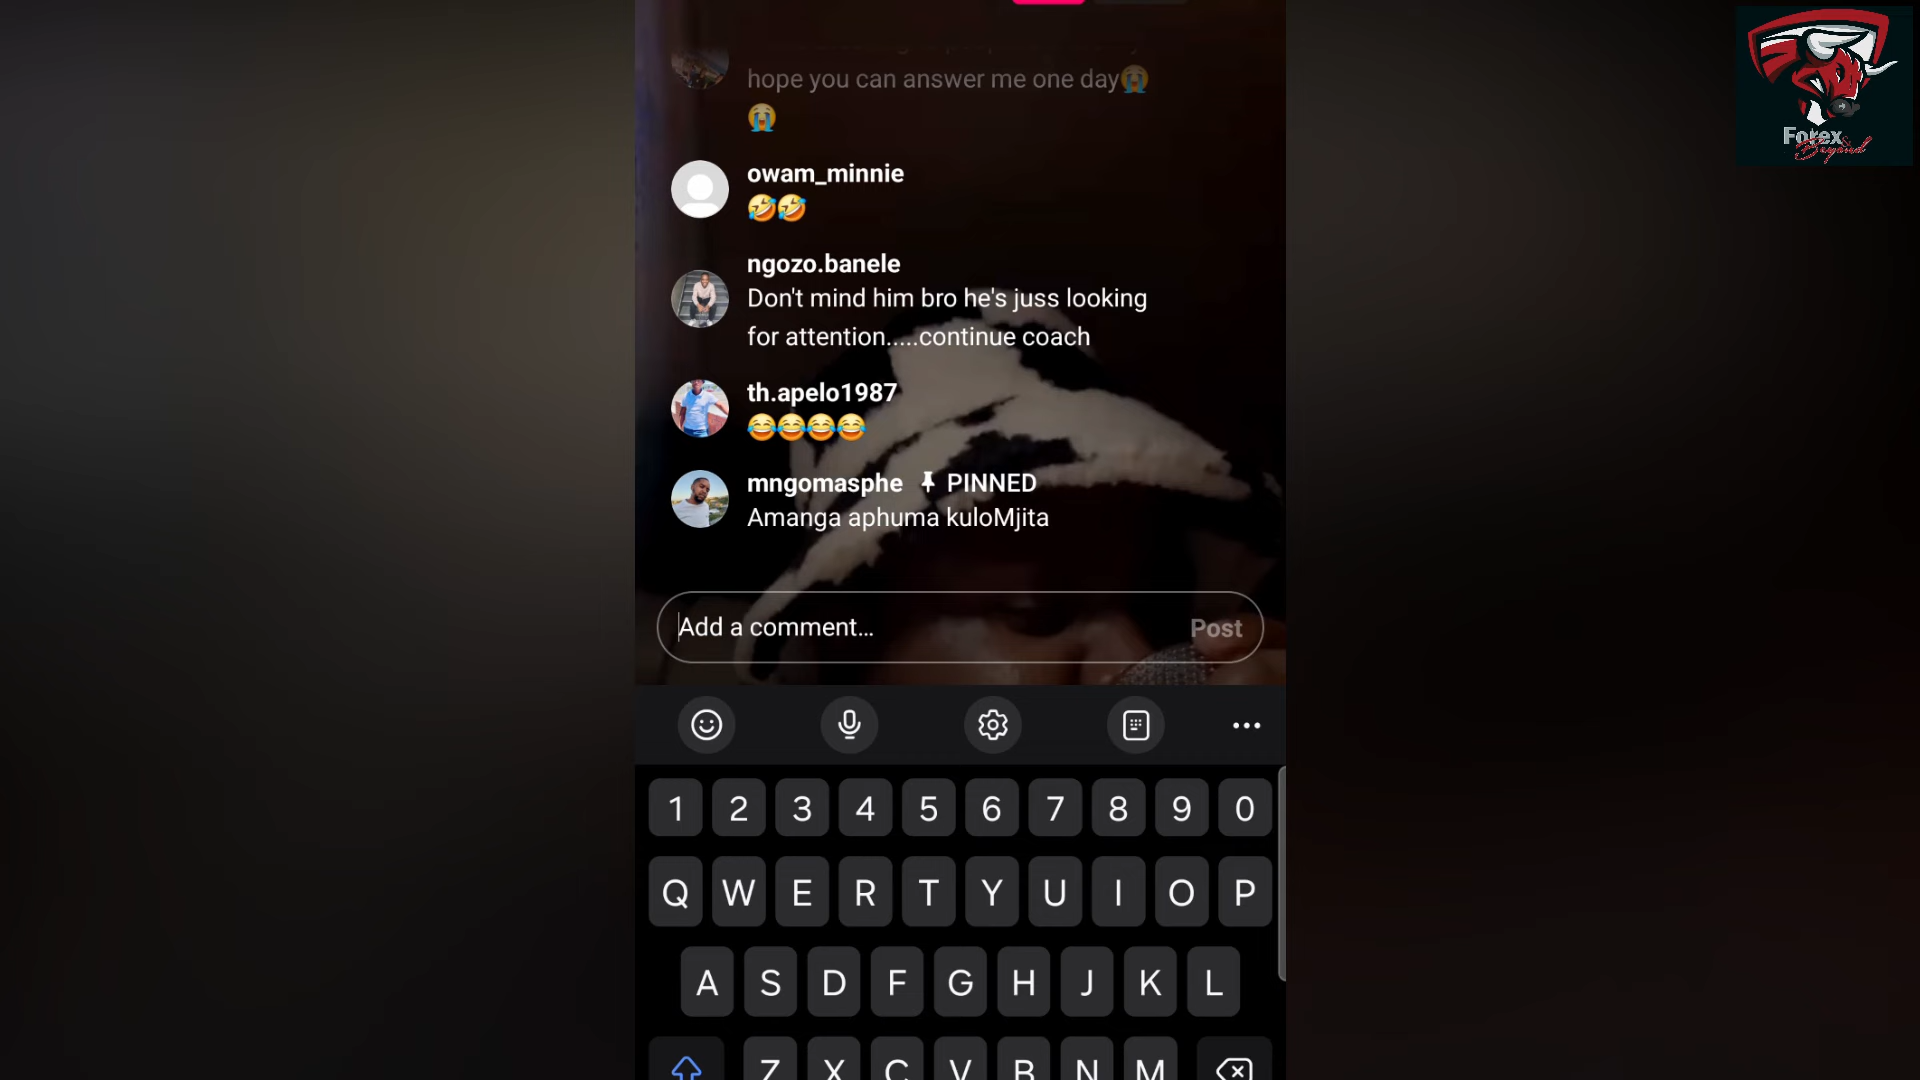 hope you can answer me one day😭
😭
owam_minnie
🤣🤣
ngozo.banele
Don't mind him bro he's juss looking
for attention.....continue coach
th.apelo1987
😂😂😂😂
mngomasphe PINNED
Amanga aphuma kuloMjita
Add a comment... Post
1 2 3 4 5 6 7 8 9 0
Q W E R T Y U I O P
A S D F G H J K L
Z X C V B N M
Forex
& Beyond